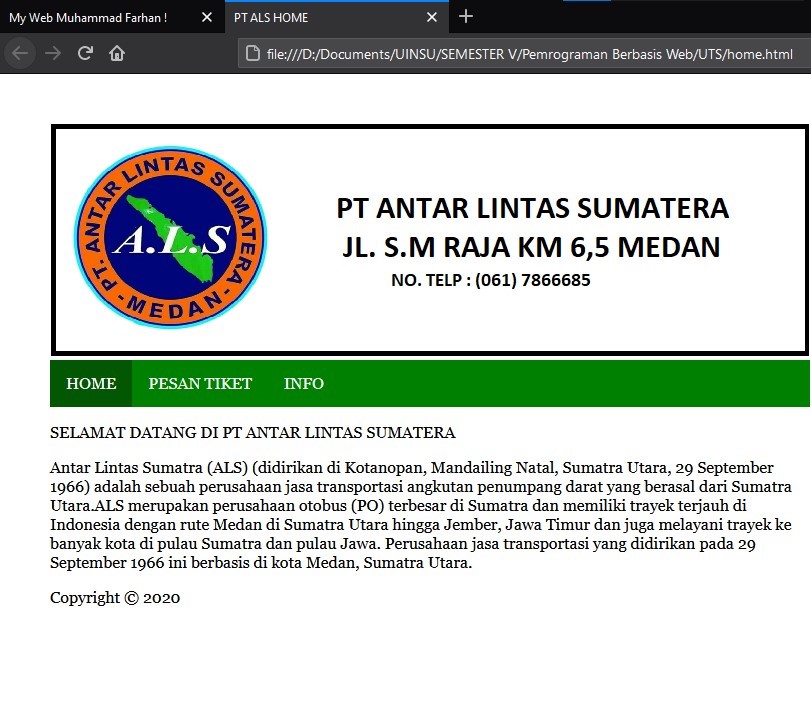 My Web Muhammad Farhan !
PT ALS HOME
file:///D:/Documents/UINSU/SEMESTER V/Pemrograman Berbasis Web/UTS/home.html
PT ANTAR LINTAS SUMATERA
A.L.S
- MEDAN -
PT ANTAR LINTAS SUMATERA
JL. S.M RAJA KM 6,5 MEDAN
NO. TELP : (061) 7866685
HOME PESAN TIKET INFO
SELAMAT DATANG DI PT ANTAR LINTAS SUMATERA
Antar Lintas Sumatra (ALS) (didirikan di Kotanopan, Mandailing Natal, Sumatra Utara, 29 September
1966) adalah sebuah perusahaan jasa transportasi angkutan penumpang darat yang berasal dari Sumatra
Utara.ALS merupakan perusahaan otobus (PO) terbesar di Sumatra dan memiliki trayek terjauh di
Indonesia dengan rute Medan di Sumatra Utara hingga Jember, Jawa Timur dan juga melayani trayek ke
banyak kota di pulau Sumatra dan pulau Jawa. Perusahaan jasa transportasi yang didirikan pada 29
September 1966 ini berbasis di kota Medan, Sumatra Utara.
Copyright © 2020